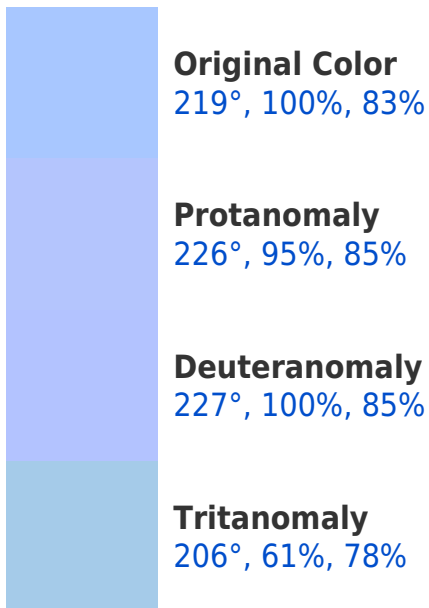 Original Color
219°, 100%, 83%
Protanomaly
226°, 95%, 85%
Deuteranomaly
227°, 100%, 85%
Tritanomaly
206°, 61%, 78%